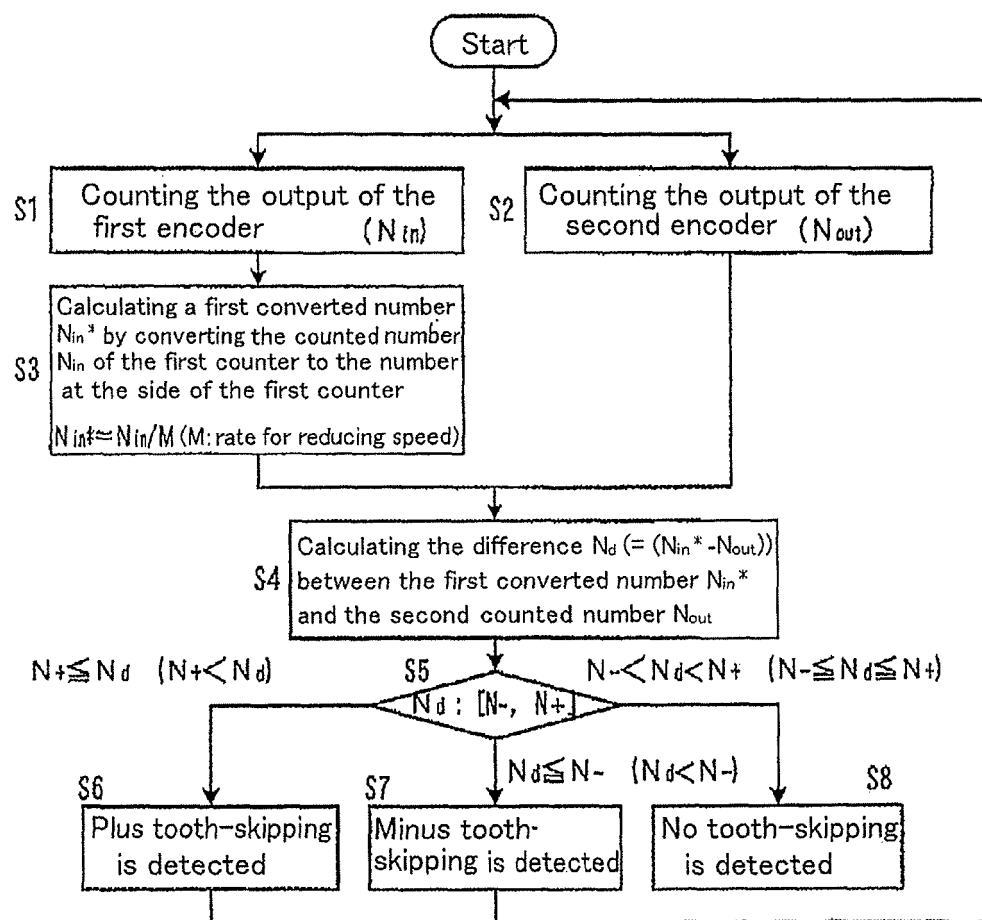 Start
S1
Counting the output of the
first encoder (Nin)
S2
Counting the output of the
second encoder (Nout)
S3
Calculating a first converted number
Nin* by converting the counted number
Nin of the first counter to the number
at the side of the first counter
Nin*=Nin/M (M: rate for reducing speed)
S4
Calculating the difference Nd (= (Nin* -Nout))
between the first converted number Nin*
and the second counted number Nout
N+≦Nd (N+<Nd)
S5
N-<Nd<N+ (N-≦Nd≦N+)
Nd : [N-, N+]
Nd≦N- (Nd<N-)
S6
Plus tooth-skipping
is detected
S7
Minus tooth-
skipping is detected
S8
No tooth-skipping
is detected